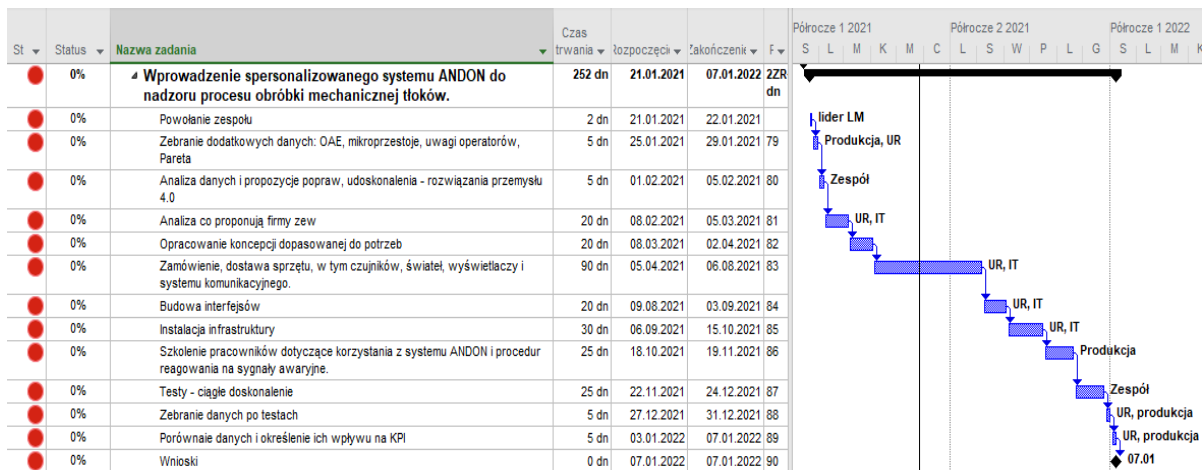 Półrocze 1 2021 Półrocze 2 2021 Półrocze 1 2022
St Status Nazwa zadania Czas trwania Rozpoczęcie Zakończenie
S L M K M C L S W P L G S L M K
0% Wprowadzenie spersonalizowanego systemu ANDON do 252 dn 21.01.2021 07.01.2022 2ZR
nadzoru procesu obróbki mechanicznej tłoków. dn
0% Powołanie zespołu 2 dn 21.01.2021 22.01.2021 lider LM
0% Zebranie dodatkowych danych: OAE, mikroprzestoje, uwagi operatorów, 5 dn 25.01.2021 29.01.2021 79 Produkcja, UR
Pareta
0% Analiza danych i propozycje popraw, udoskonalenia - rozwiązania przemysłu 5 dn 01.02.2021 05.02.2021 80 Zespół
4.0
0% Analiza co proponują firmy zew 20 dn 08.02.2021 05.03.2021 81 UR, IT
0% Opracowanie koncepcji dopasowanej do potrzeb 20 dn 08.03.2021 02.04.2021 82
0% Zamówienie, dostawa sprzętu, w tym czujników, świateł, wyświetlaczy i 90 dn 05.04.2021 06.08.2021 83 UR, IT
systemu komunikacyjnego.
0% Budowa interfejsów 20 dn 09.08.2021 03.09.2021 84 UR, IT
0% Instalacja infrastruktury 30 dn 06.09.2021 15.10.2021 85 UR, IT
0% Szkolenie pracowników dotyczące korzystania z systemu ANDON i procedur 25 dn 18.10.2021 19.11.2021 86 Produkcja
reagowania na sygnały awaryjne.
0% Testy - ciągłe doskonalenie 25 dn 22.11.2021 24.12.2021 87 Zespół
0% Zebranie danych po testach 5 dn 27.12.2021 31.12.2021 88 UR, produkcja
0% Porównaie danych i określenie ich wpływu na KPI 5 dn 03.01.2022 07.01.2022 89 UR, produkcja
0% Wnioski 0 dn 07.01.2022 07.01.2022 90 07.01